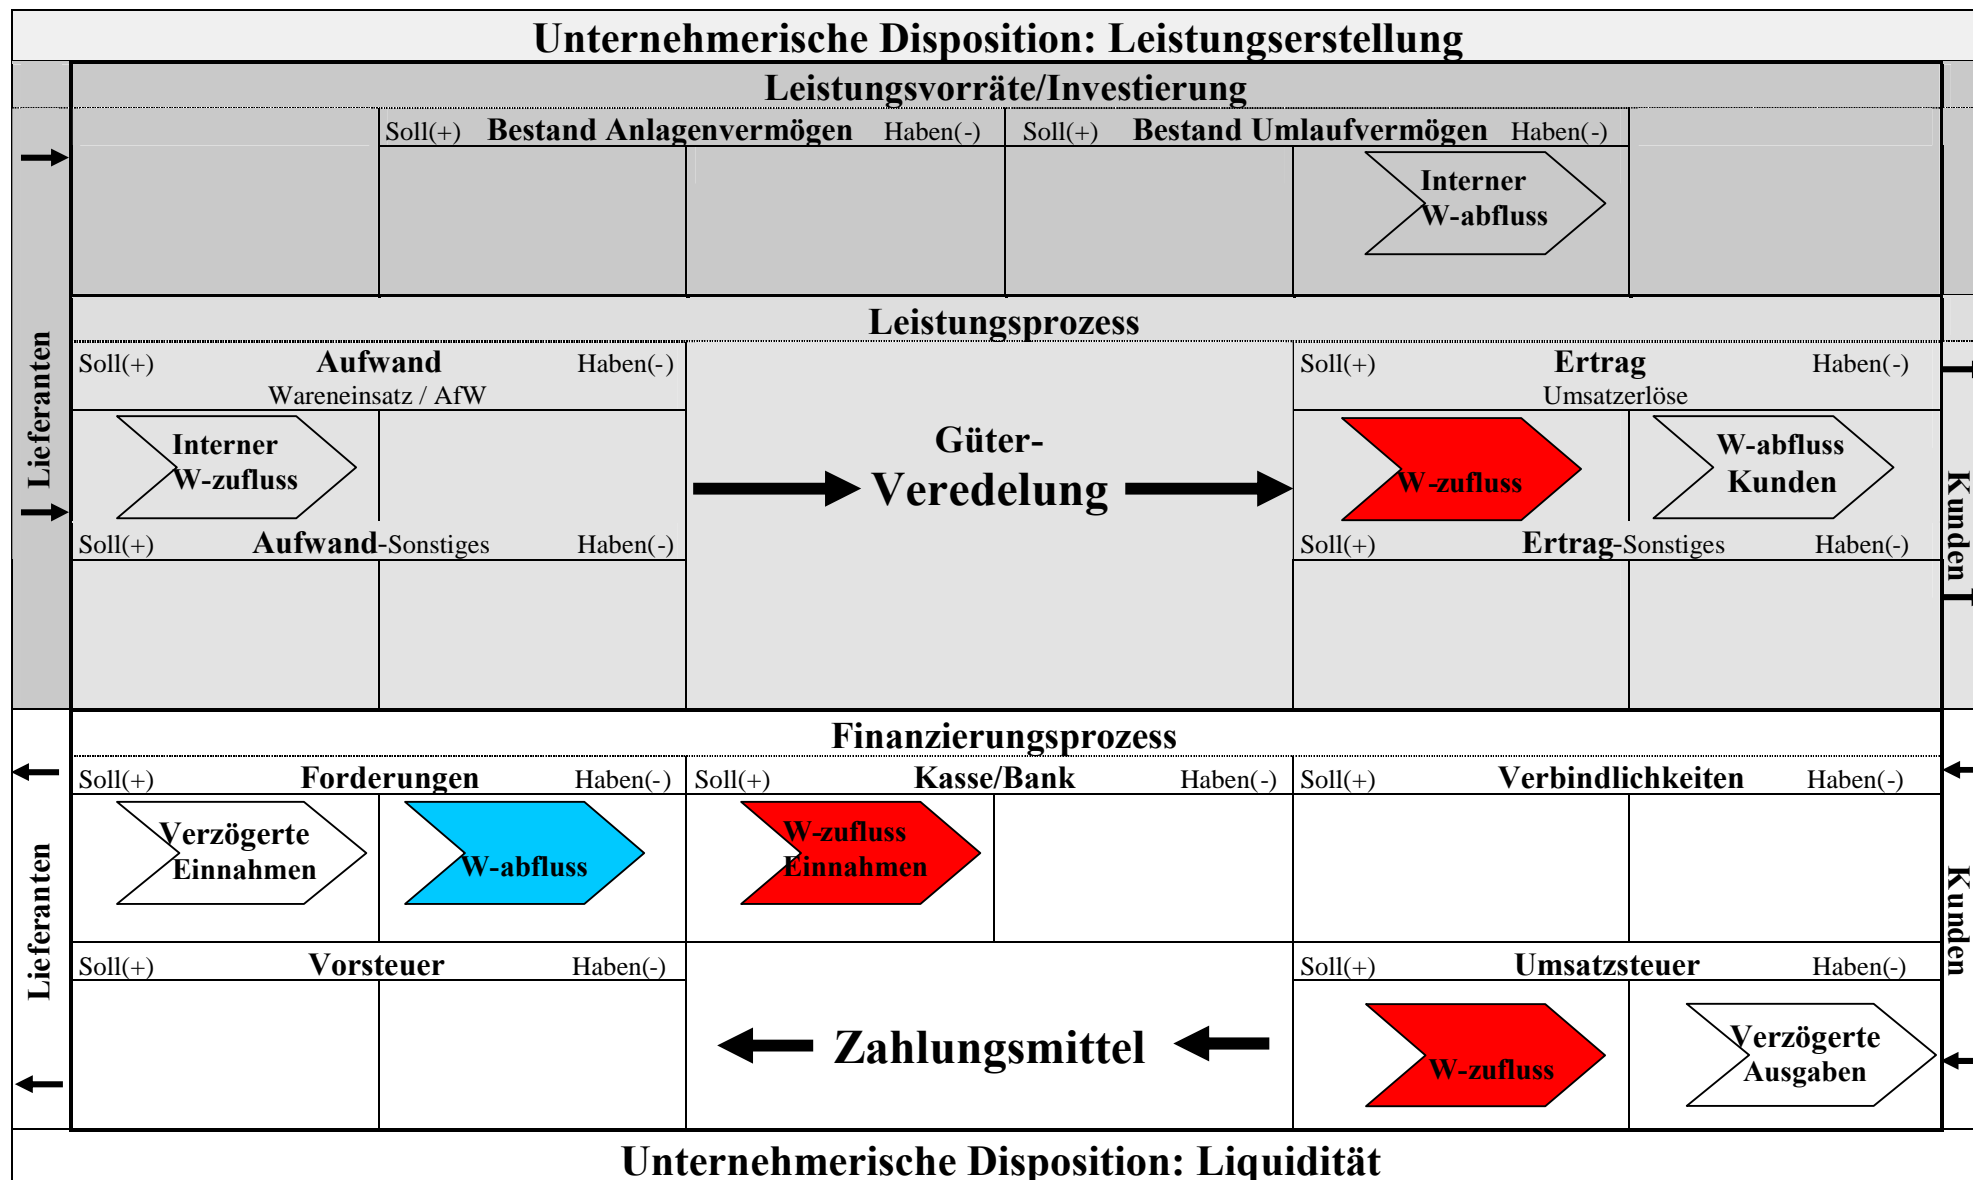 Unternehmerische Disposition: Leistungserstellung
Leistungsvorräte/Investierung
Soll(+) Bestand Anlagenvermögen Haben(-) Soll(+) Bestand Umlaufvermögen Haben(-)
Interner
W-abfluss
Lieferanten
Leistungsprozess
Soll(+) Aufwand Haben(-)
Wareneinsatz / AfW
Interner
W-zufluss
Soll(+) Aufwand-Sonstiges Haben(-)
Güter-
Veredelung
Soll(+) Ertrag Haben(-)
Umsatzerlöse
W-zufluss
W-abfluss
Kunden
Soll(+) Ertrag-Sonstiges Haben(-)
Kunden
Finanzierungsprozess
Lieferanten
Soll(+) Forderungen Haben(-) Soll(+) Kasse/Bank Haben(-) Soll(+) Verbindlichkeiten Haben(-)
Verzögerte
Einnahmen
W-abfluss
W-zufluss
Einnahmen
Kunden
Soll(+) Vorsteuer Haben(-)
Zahlungsmittel
Soll(+) Umsatzsteuer Haben(-)
W-zufluss
Verzögerte
Ausgaben
Unternehmerische Disposition: Liquidität